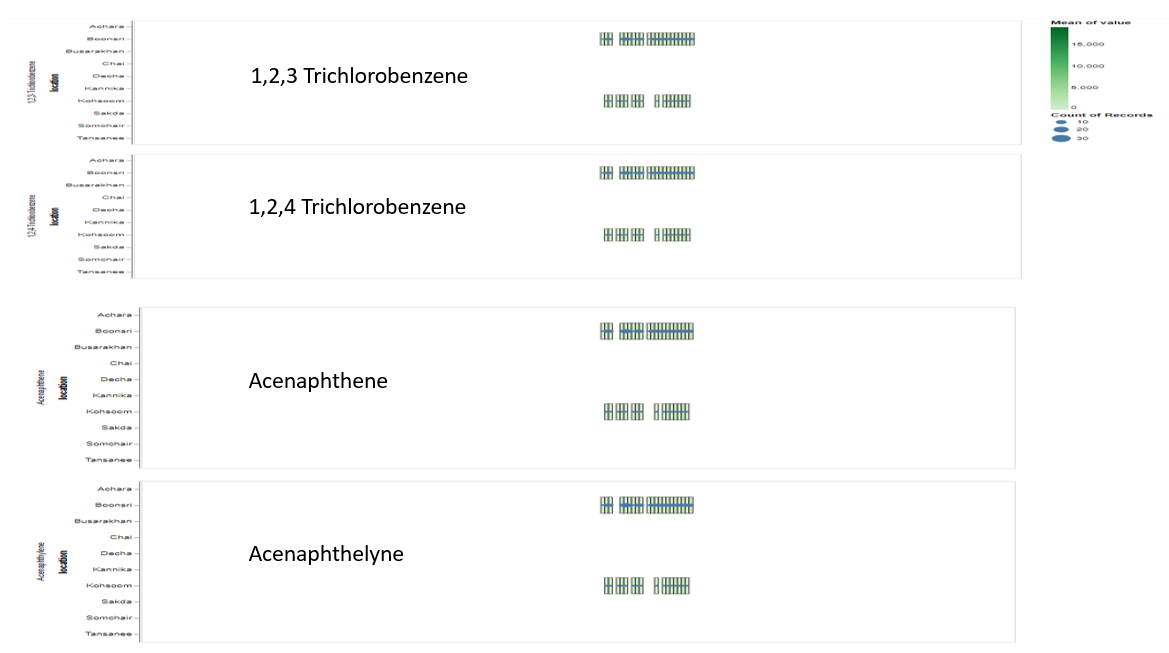 Mean of value
15,000
10,000
5,000
0
Count of Records
10
20
30
1,2,3-Trichlorobenzene
location
Achara
Boonsri
Busarakhan
Chai
Decha
Kannika
Kohsoom
Sakda
Somchair
Tansanee
1,2,3 Trichlorobenzene
1,2,4-Trichlorobenzene
location
Achara
Boonsri
Busarakhan
Chai
Decha
Kannika
Kohsoom
Sakda
Somchair
Tansanee
1,2,4 Trichlorobenzene
Acenaphthene
location
Achara
Boonsri
Busarakhan
Chai
Decha
Kannika
Kohsoom
Sakda
Somchair
Tansanee
Acenaphthene
Acenaphthylene
location
Achara
Boonsri
Busarakhan
Chai
Decha
Kannika
Kohsoom
Sakda
Somchair
Tansanee
Acenaphthelyne